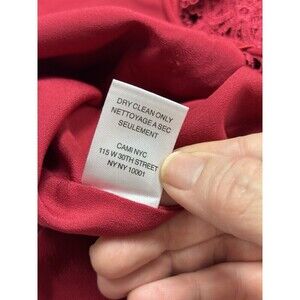 DRY CLEAN ONLY
NETTOYAGE A SEC
SEULEMENT
CAMI NYC
115 W 30TH STREET
NY NY 10001